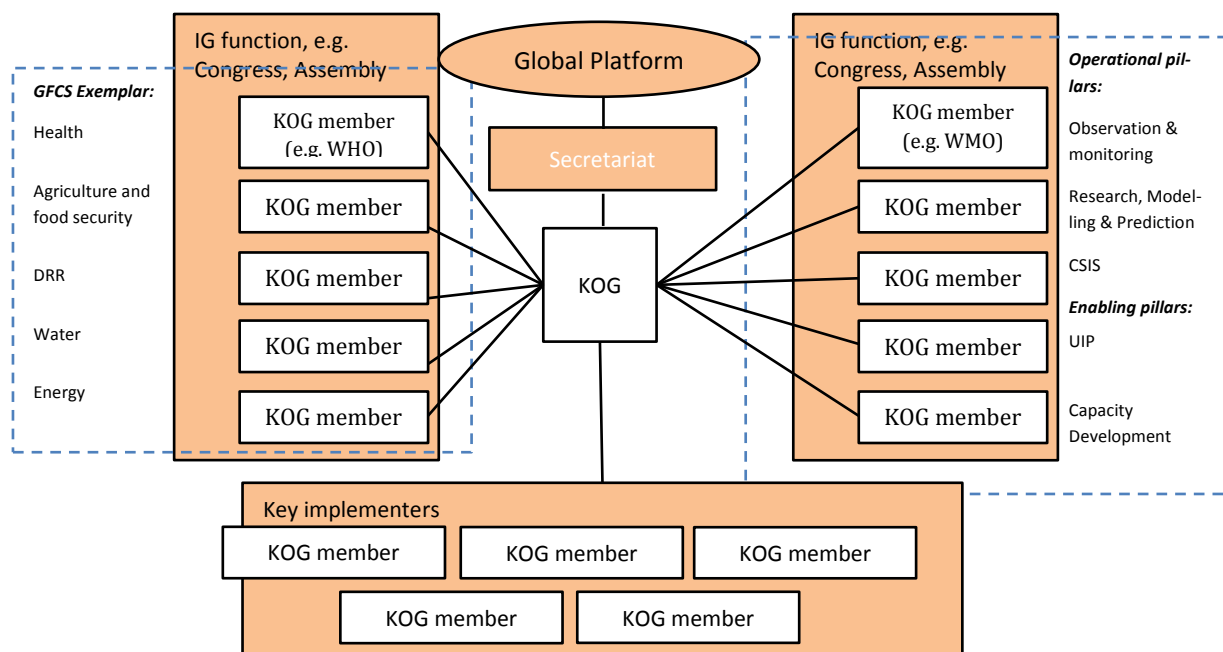 IG function, e.g.
Congress, Assembly
Global Platform
IG function, e.g.
Congress, Assembly
GFCS Exemplar:
Health
Agriculture and
food security
DRR
Water
Energy
KOG member
(e.g. WHO)
KOG member
KOG member
KOG member
KOG member
Secretariat
KOG
KOG member
(e.g. WMO)
KOG member
KOG member
KOG member
KOG member
Operational pil-
lars:
Observation &
monitoring
Research, Model-
ling & Prediction
CSIS
Enabling pillars:
UIP
Capacity
Development
Key implementers
KOG member
KOG member
KOG member
KOG member
KOG member